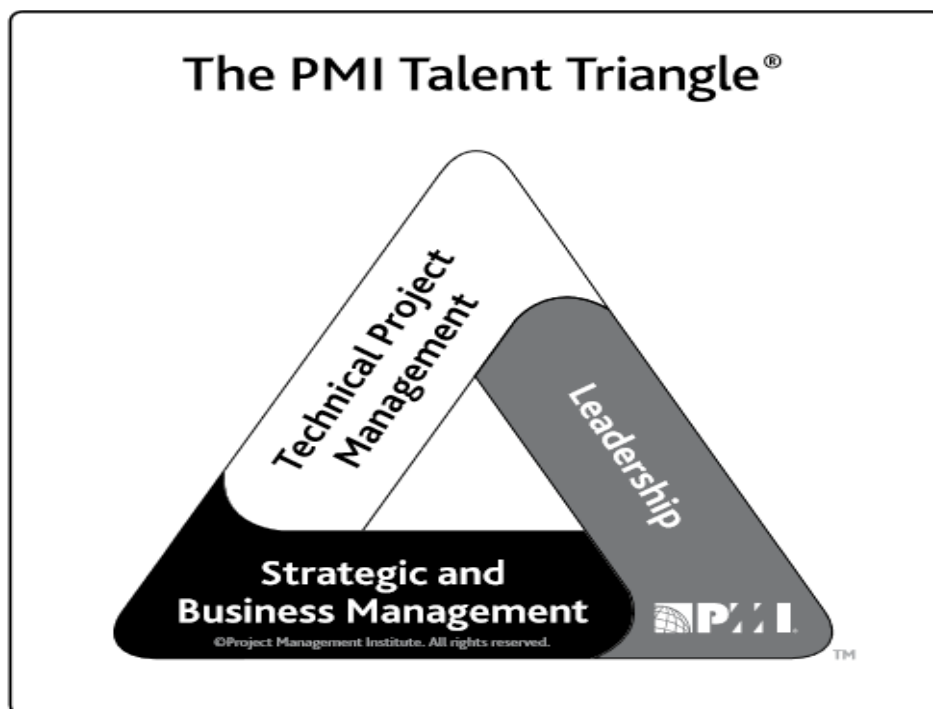 The PMI Talent Triangle®
Technical Project
Management
Leadership
Strategic and
Business Management
©Project Management Institute. All rights reserved.
PMI.
TM